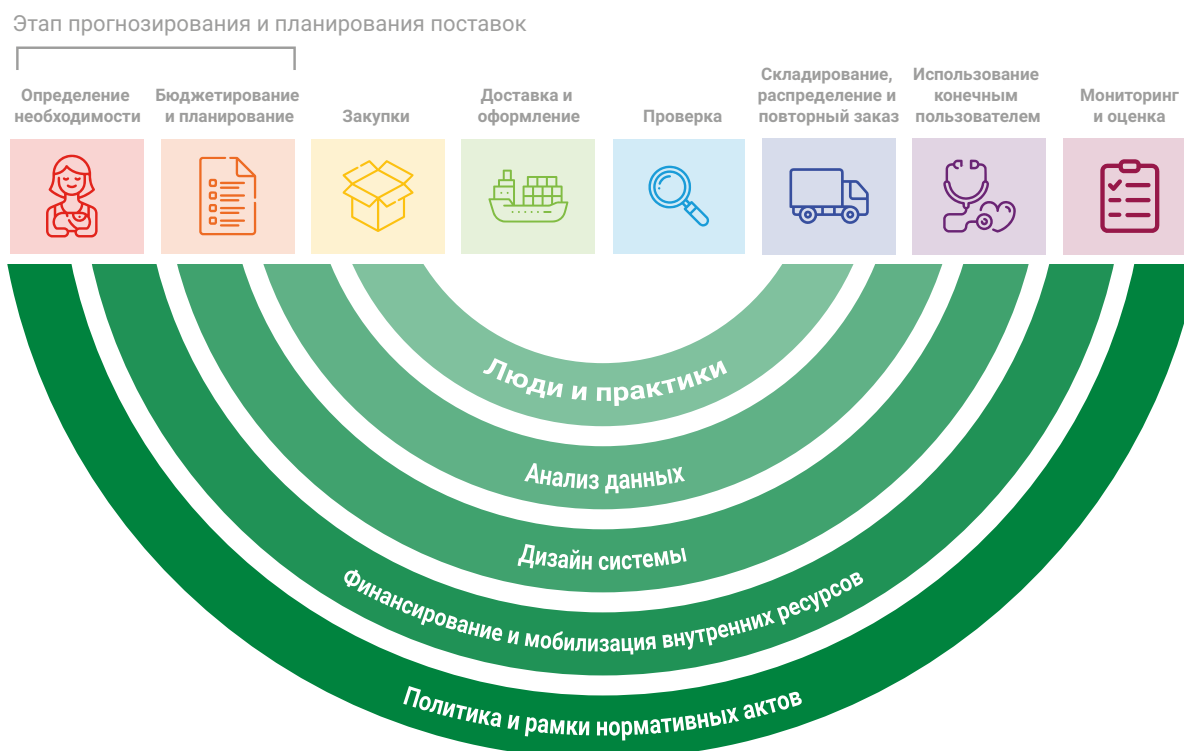 Этап прогнозирования и планирования поставок
Определение
необходимости
Бюджетирование
и планирование
Закупки
Доставка и
оформление
Проверка
Складирование,
распределение и
повторный заказ
Использование
конечным
пользователем
Мониторинг
и оценка
Люди и практики
Анализ данных
Дизайн системы
Финансирование и мобилизация внутренних ресурсов
Политика и рамки нормативных актов